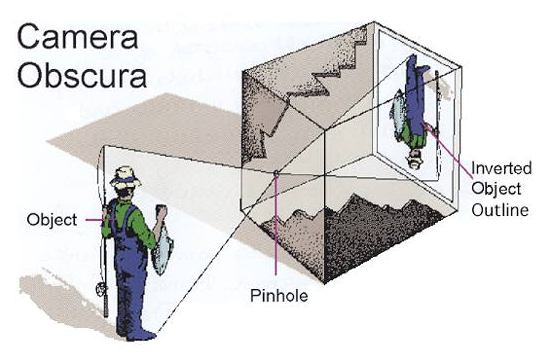 Camera
Obscura
Object
Pinhole
Inverted
Object
Outline